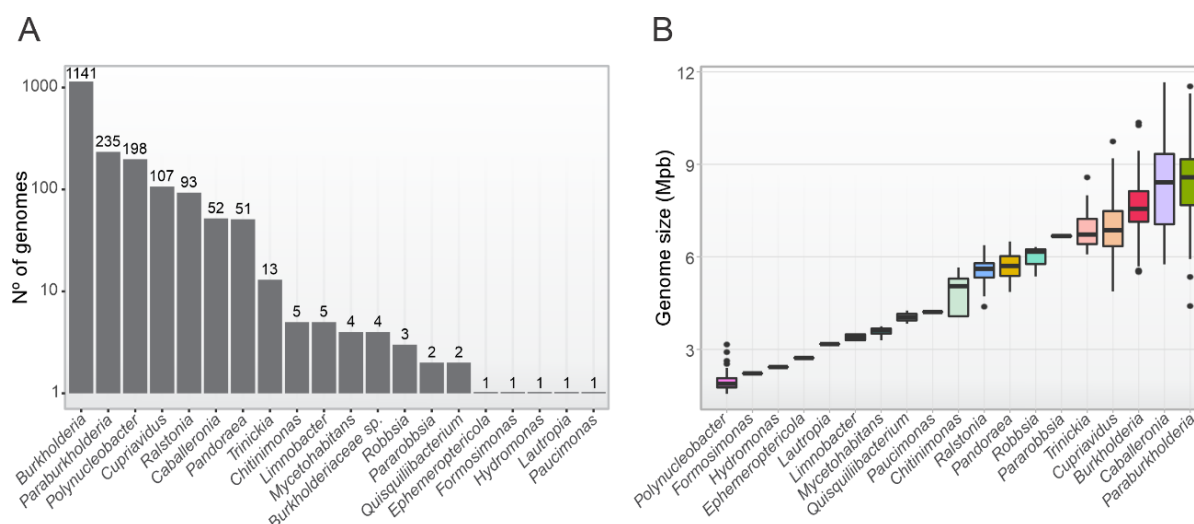 A
Nº of genomes
1000
100
10
1
1141
235
198
107
93
52
51
13
5
5
4
4
3
2
2
1
1
1
1
1
Burkholderia
Paraburkholderia
Polynucleobacter
Cupriavidus
Ralstonia
Caballeronia
Pandoraea
Trinickia
Chitinimonas
Limnobacter
Mycetohabitans
Burkholderiaceae sp.
Robbsia
Pararobbsia
Quisquiliibacterium
Ephemeroptericola
Formosimonas
Hydromonas
Lautropia
Paucimonas
B
Genome size (Mpb)
12
9
6
3
Polynucleobacter
Formosimonas
Hydromonas
Ephemeroptericola
Lautropia
Limnobacter
Mycetohabitans
Quisquiliibacterium
Paucimonas
Chitinimonas
Ralstonia
Pandoraea
Robbsia
Pararobbsia
Trinickia
Cupriavidus
Burkholderia
Caballeronia
Paraburkholderia